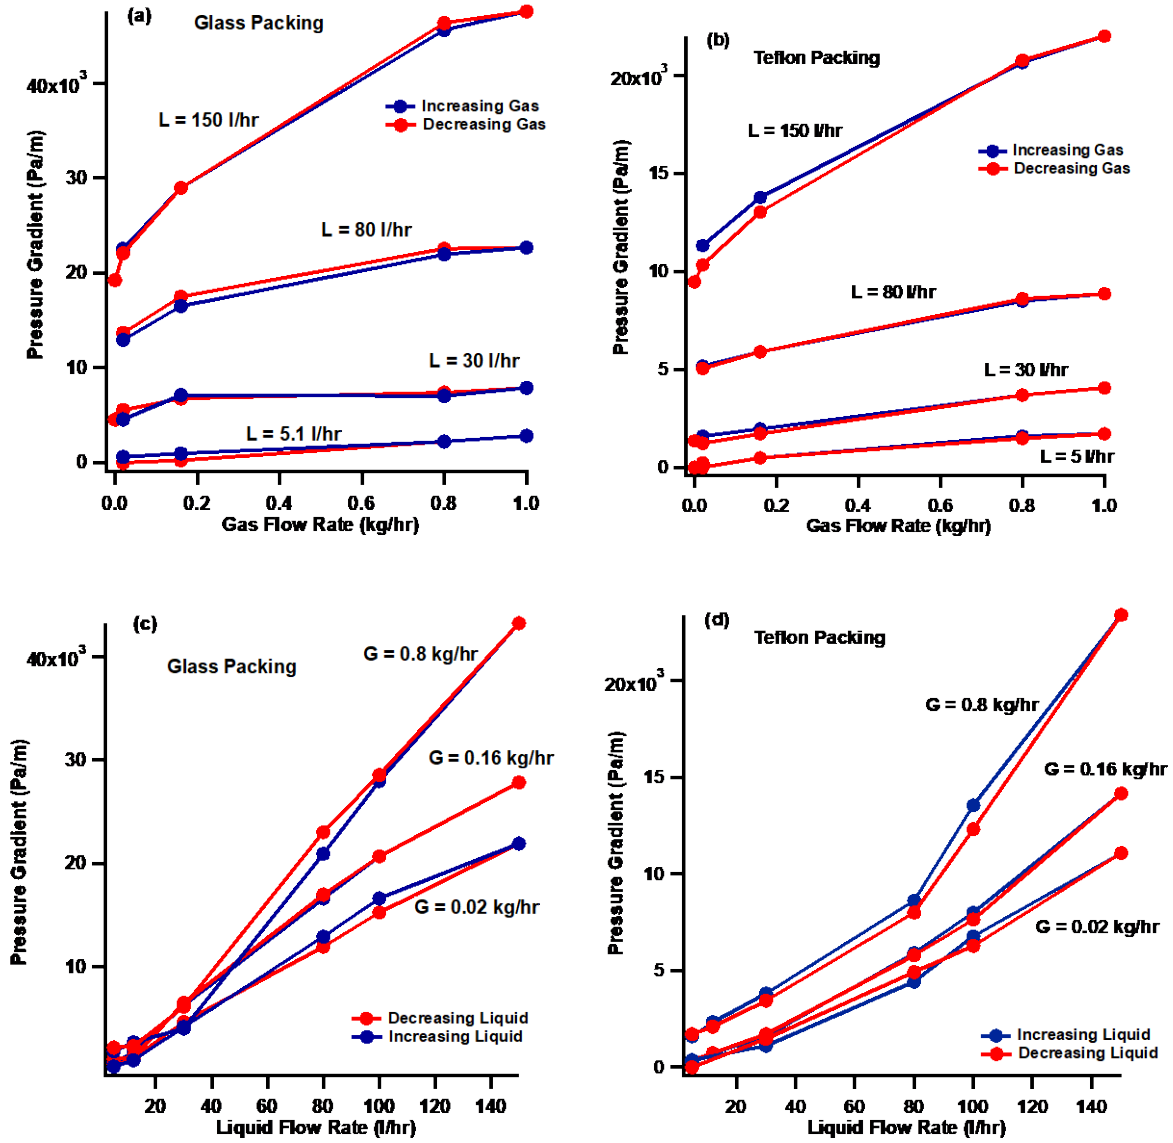 (a)
Glass Packing
40x10³
30
20
10
0
Pressure Gradient (Pa/m)
L = 150 l/hr
Increasing Gas
Decreasing Gas
L = 80 l/hr
L = 30 l/hr
L = 5.1 l/hr
0.0 0.2 0.4 0.6 0.8 1.0
Gas Flow Rate (kg/hr)
(b)
Teflon Packing
20x10³
15
10
5
0
Pressure Gradient (Pa/m)
L = 150 l/hr
Increasing Gas
Decreasing Gas
L = 80 l/hr
L = 30 l/hr
L = 5 l/hr
0.0 0.2 0.4 0.6 0.8 1.0
Gas Flow Rate (kg/hr)
(c)
Glass Packing
40x10³
30
20
10
Pressure Gradient (Pa/m)
G = 0.8 kg/hr
G = 0.16 kg/hr
G = 0.02 kg/hr
Decreasing Liquid
Increasing Liquid
20 40 60 80 100 120 140
Liquid Flow Rate (l/hr)
(d)
Teflon Packing
20x10³
15
10
5
0
Pressure Gradient (Pa/m)
G = 0.8 kg/hr
G = 0.16 kg/hr
G = 0.02 kg/hr
Increasing Liquid
Decreasing Liquid
20 40 60 80 100 120 140
Liquid Flow Rate (l/hr)